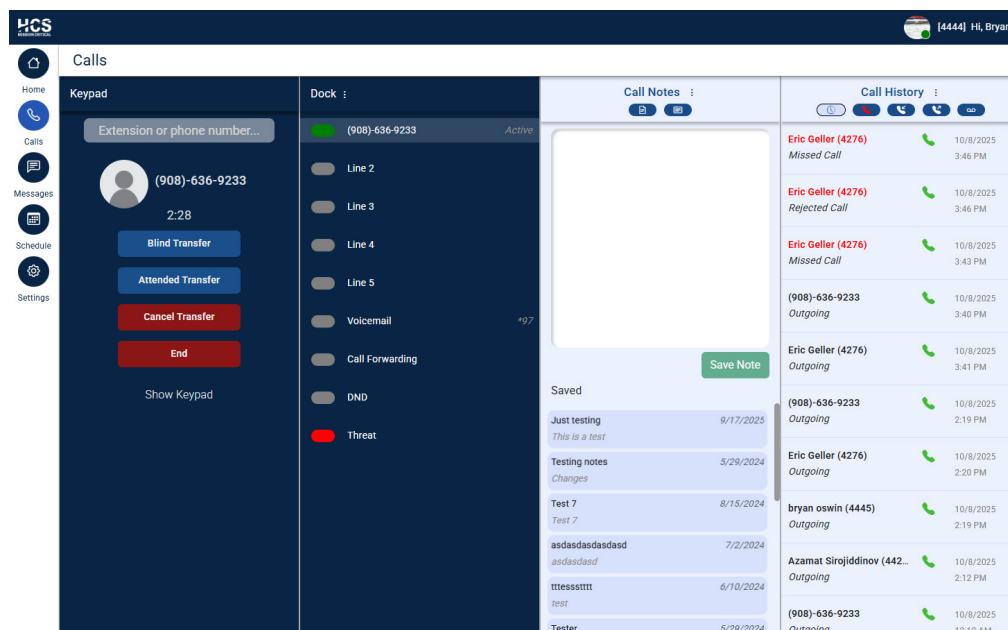 HCS
MISSION CRITICAL
[4444] Hi, Bryan
Home
Calls
Messages
Schedule
Settings
Calls
Keypad
Extension or phone number...
(908)-636-9233
2:28
Blind Transfer
Attended Transfer
Cancel Transfer
End
Show Keypad
Dock
(908)-636-9233 Active
Line 2
Line 3
Line 4
Line 5
Voicemail *97
Call Forwarding
DND
Threat
Call Notes
Save Note
Saved
Just testing 9/17/2025
This is a test
Testing notes 5/29/2024
Changes
Test 7 8/15/2024
Test 7
asdasdasdasdasd 7/2/2024
asdasdasd
tttesssttttt 6/10/2024
test
Tester 5/29/2024
Call History
Eric Geller (4276) 10/8/2025
Missed Call 3:46 PM
Eric Geller (4276) 10/8/2025
Rejected Call 3:46 PM
Eric Geller (4276) 10/8/2025
Missed Call 3:43 PM
(908)-636-9233 10/8/2025
Outgoing 3:40 PM
Eric Geller (4276) 10/8/2025
Outgoing 3:41 PM
(908)-636-9233 10/8/2025
Outgoing 2:19 PM
Eric Geller (4276) 10/8/2025
Outgoing 2:20 PM
bryan oswin (4445) 10/8/2025
Outgoing 2:19 PM
Azamat Sirojiddinov (442... 10/8/2025
Outgoing 2:12 PM
(908)-636-9233 10/8/2025
Outgoing